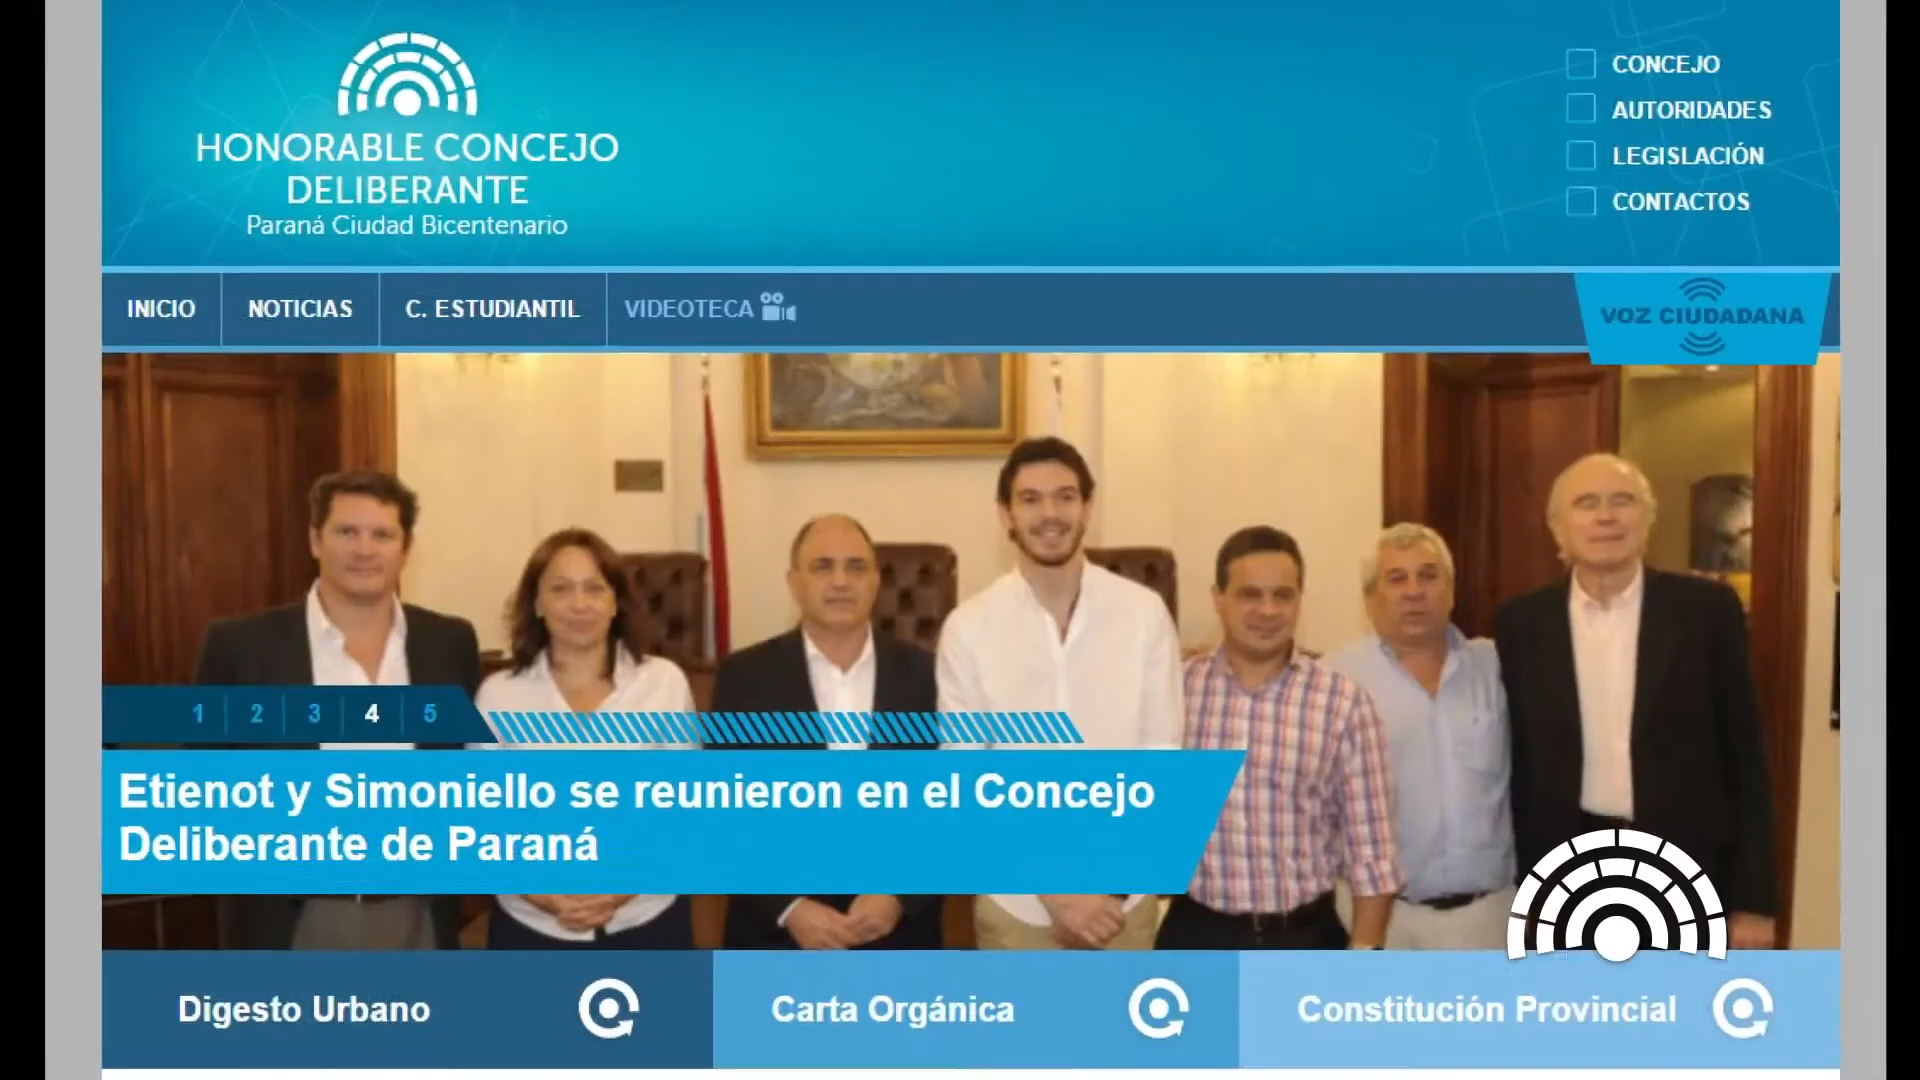 HONORABLE CONCEJO
DELIBERANTE
Paraná Ciudad Bicentenario
CONCEJO
AUTORIDADES
LEGISLACIÓN
CONTACTOS
INICIO
NOTICIAS
C. ESTUDIANTIL
VIDEOTECA
VOZ CIUDADANA
1
2
3
4
5
Etienot y Simoniello se reunieron en el Concejo
Deliberante de Paraná
Digesto Urbano
Carta Orgánica
Constitución Provincial